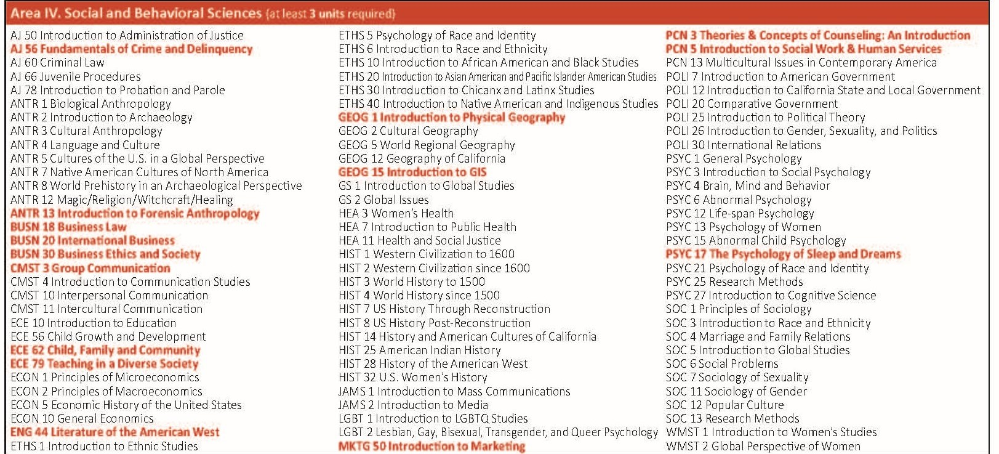 Area IV. Social and Behavioral Sciences (at least 3 units required)
AJ 50 Introduction to Administration of Justice
AJ 56 Fundamentals of Crime and Delinquency
AJ 60 Criminal Law
AJ 66 Juvenile Procedures
AJ 78 Introduction to Probation and Parole
ANTR 1 Biological Anthropology
ANTR 2 Introduction to Archaeology
ANTR 3 Cultural Anthropology
ANTR 4 Language and Culture
ANTR 5 Cultures of the U.S. in a Global Perspective
ANTR 7 Native American Cultures of North America
ANTR 8 World Prehistory in an Archaeological Perspective
ANTR 12 Magic/Religion/Witchcraft/Healing
ANTR 13 Introduction to Forensic Anthropology
BUSN 18 Business Law
BUSN 20 International Business
BUSN 30 Business Ethics and Society
CMST 3 Group Communication
CMST 4 Introduction to Communication Studies
CMST 10 Interpersonal Communication
CMST 11 Intercultural Communication
ECE 10 Introduction to Education
ECE 56 Child Growth and Development
ECE 62 Child, Family and Community
ECE 79 Teaching in a Diverse Society
ECON 1 Principles of Microeconomics
ECON 2 Principles of Macroeconomics
ECON 5 Economic History of the United States
ECON 10 General Economics
ENG 44 Literature of the American West
ETHS 1 Introduction to Ethnic Studies
ETHS 5 Psychology of Race and Identity
ETHS 6 Introduction to Race and Ethnicity
ETHS 10 Introduction to African American and Black Studies
ETHS 20 Introduction to Asian American and Pacific Islander American Studies
ETHS 30 Introduction to Chicanx and Latinx Studies
ETHS 40 Introduction to Native American and Indigenous Studies
GEOG 1 Introduction to Physical Geography
GEOG 2 Cultural Geography
GEOG 5 World Regional Geography
GEOG 12 Geography of California
GEOG 15 Introduction to GIS
GS 1 Introduction to Global Studies
GS 2 Global Issues
HEA 3 Women's Health
HEA 7 Introduction to Public Health
HEA 11 Health and Social Justice
HIST 1 Western Civilization to 1600
HIST 2 Western Civilization since 1600
HIST 3 World History to 1500
HIST 4 World History since 1500
HIST 7 US History Through Reconstruction
HIST 8 US History Post-Reconstruction
HIST 14 History and American Cultures of California
HIST 25 American Indian History
HIST 28 History of the American West
HIST 32 U.S. Women's History
JAMS 1 Introduction to Mass Communications
JAMS 2 Introduction to Media
LGBT 1 Introduction to LGBTQ Studies
LGBT 2 Lesbian, Gay, Bisexual, Transgender, and Queer Psychology
MKTG 50 Introduction to Marketing
PCN 3 Theories & Concepts of Counseling: An Introduction
PCN 5 Introduction to Social Work & Human Services
PCN 13 Multicultural Issues in Contemporary America
POLI 7 Introduction to American Government
POLI 12 Introduction to California State and Local Government
POLI 20 Comparative Government
POLI 25 Introduction to Political Theory
POLI 26 Introduction to Gender, Sexuality, and Politics
POLI 30 International Relations
PSYC 1 General Psychology
PSYC 3 Introduction to Social Psychology
PSYC 4 Brain, Mind and Behavior
PSYC 6 Abnormal Psychology
PSYC 12 Life-span Psychology
PSYC 13 Psychology of Women
PSYC 15 Abnormal Child Psychology
PSYC 17 The Psychology of Sleep and Dreams
PSYC 21 Psychology of Race and Identity
PSYC 25 Research Methods
PSYC 27 Introduction to Cognitive Science
SOC 1 Principles of Sociology
SOC 3 Introduction to Race and Ethnicity
SOC 4 Marriage and Family Relations
SOC 5 Introduction to Global Studies
SOC 6 Social Problems
SOC 7 Sociology of Sexuality
SOC 11 Sociology of Gender
SOC 12 Popular Culture
SOC 13 Research Methods
WMST 1 Introduction to Women's Studies
WMST 2 Global Perspective of Women